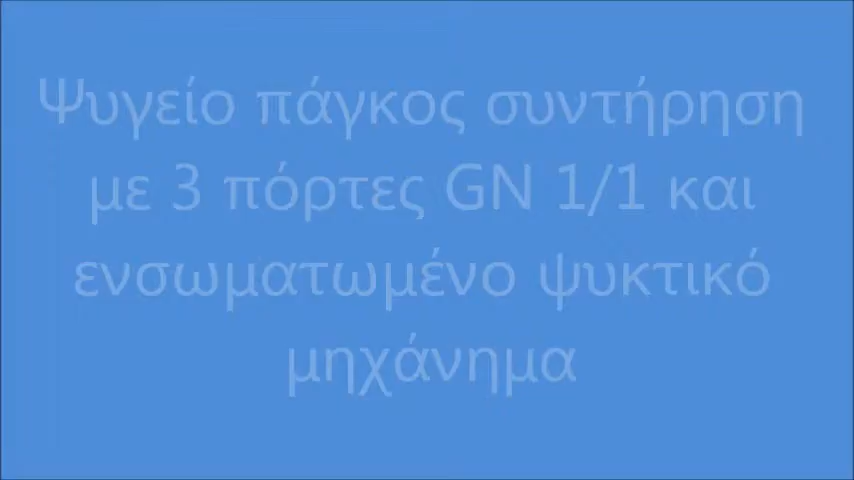 Ψυγείο πάγκος συντήρηση
με 3 πόρτες GN 1/1 και
ενσωματωμένο ψυκτικό
μηχάνημα